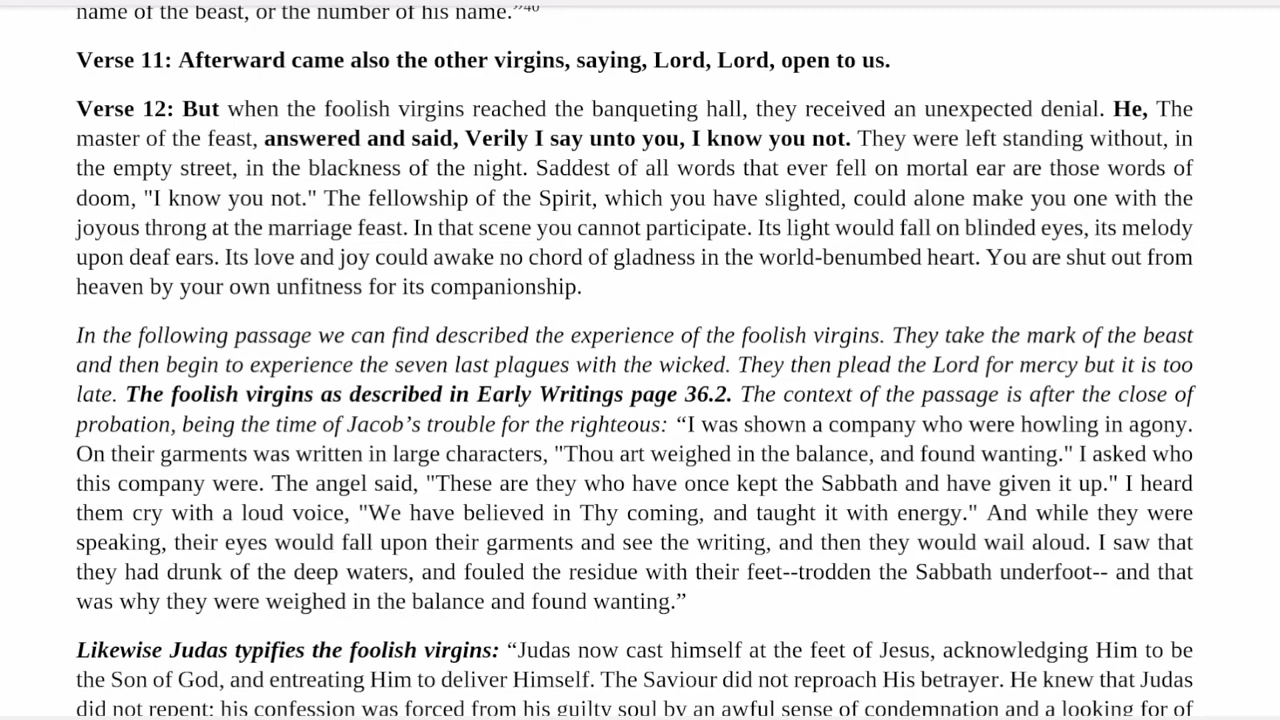 name of the beast, or the number of his name.”40
Verse 11: Afterward came also the other virgins, saying, Lord, Lord, open to us.
Verse 12: But when the foolish virgins reached the banqueting hall, they received an unexpected denial. He, The
master of the feast, answered and said, Verily I say unto you, I know you not. They were left standing without, in
the empty street, in the blackness of the night. Saddest of all words that ever fell on mortal ear are those words of
doom, "I know you not." The fellowship of the Spirit, which you have slighted, could alone make you one with the
joyous throng at the marriage feast. In that scene you cannot participate. Its light would fall on blinded eyes, its melody
upon deaf ears. Its love and joy could awake no chord of gladness in the world-benumbed heart. You are shut out from
heaven by your own unfitness for its companionship.
In the following passage we can find described the experience of the foolish virgins. They take the mark of the beast
and then begin to experience the seven last plagues with the wicked. They then plead the Lord for mercy but it is too
late. The foolish virgins as described in Early Writings page 36.2. The context of the passage is after the close of
probation, being the time of Jacob’s trouble for the righteous: “I was shown a company who were howling in agony.
On their garments was written in large characters, "Thou art weighed in the balance, and found wanting." I asked who
this company were. The angel said, "These are they who have once kept the Sabbath and have given it up." I heard
them cry with a loud voice, "We have believed in Thy coming, and taught it with energy." And while they were
speaking, their eyes would fall upon their garments and see the writing, and then they would wail aloud. I saw that
they had drunk of the deep waters, and fouled the residue with their feet--trodden the Sabbath underfoot-- and that
was why they were weighed in the balance and found wanting.”
Likewise Judas typifies the foolish virgins: “Judas now cast himself at the feet of Jesus, acknowledging Him to be
the Son of God, and entreating Him to deliver Himself. The Saviour did not reproach His betrayer. He knew that Judas
did not repent; his confession was forced from his guilty soul by an awful sense of condemnation and a looking for of